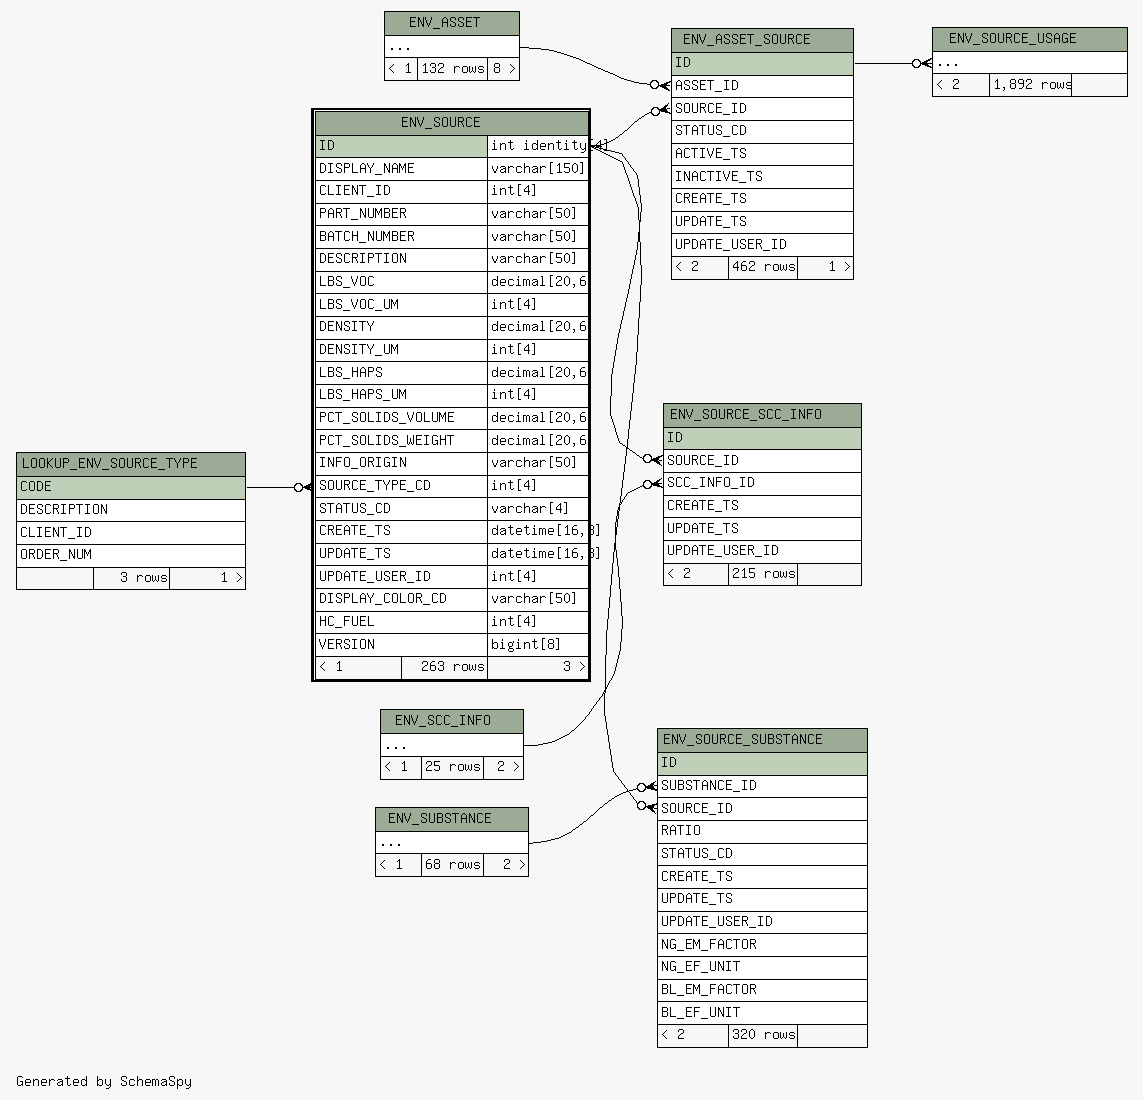 ENV_ASSET
...
< 1 132 rows 8 >
ENV_ASSET_SOURCE
ID
ASSET_ID
SOURCE_ID
STATUS_CD
ACTIVE_TS
INACTIVE_TS
CREATE_TS
UPDATE_TS
UPDATE_USER_ID
< 2 462 rows 1 >
ENV_SOURCE_USAGE
...
< 2 1,892 rows
ENV_SOURCE
ID int identity[4]
DISPLAY_NAME varchar[150]
CLIENT_ID int[4]
PART_NUMBER varchar[50]
BATCH_NUMBER varchar[50]
DESCRIPTION varchar[50]
LBS_VOC decimal[20,6
LBS_VOC_UM int[4]
DENSITY decimal[20,6
DENSITY_UM int[4]
LBS_HAPS decimal[20,6
LBS_HAPS_UM int[4]
PCT_SOLIDS_VOLUME decimal[20,6
PCT_SOLIDS_WEIGHT decimal[20,6
INFO_ORIGIN varchar[50]
SOURCE_TYPE_CD int[4]
STATUS_CD varchar[4]
CREATE_TS datetime[16,3]
UPDATE_TS datetime[16,3]
UPDATE_USER_ID int[4]
DISPLAY_COLOR_CD varchar[50]
HC_FUEL int[4]
VERSION bigint[8]
< 1 263 rows 3 >
LOOKUP_ENV_SOURCE_TYPE
CODE
DESCRIPTION
CLIENT_ID
ORDER_NUM
3 rows 1 >
ENV_SOURCE_SCC_INFO
ID
SOURCE_ID
SCC_INFO_ID
CREATE_TS
UPDATE_TS
UPDATE_USER_ID
< 2 215 rows
ENV_SCC_INFO
...
< 1 25 rows 2 >
ENV_SUBSTANCE
...
< 1 68 rows 2 >
ENV_SOURCE_SUBSTANCE
ID
SUBSTANCE_ID
SOURCE_ID
RATIO
STATUS_CD
CREATE_TS
UPDATE_TS
UPDATE_USER_ID
NG_EM_FACTOR
NG_EF_UNIT
BL_EM_FACTOR
BL_EF_UNIT
< 2 320 rows
Generated by SchemaSpy